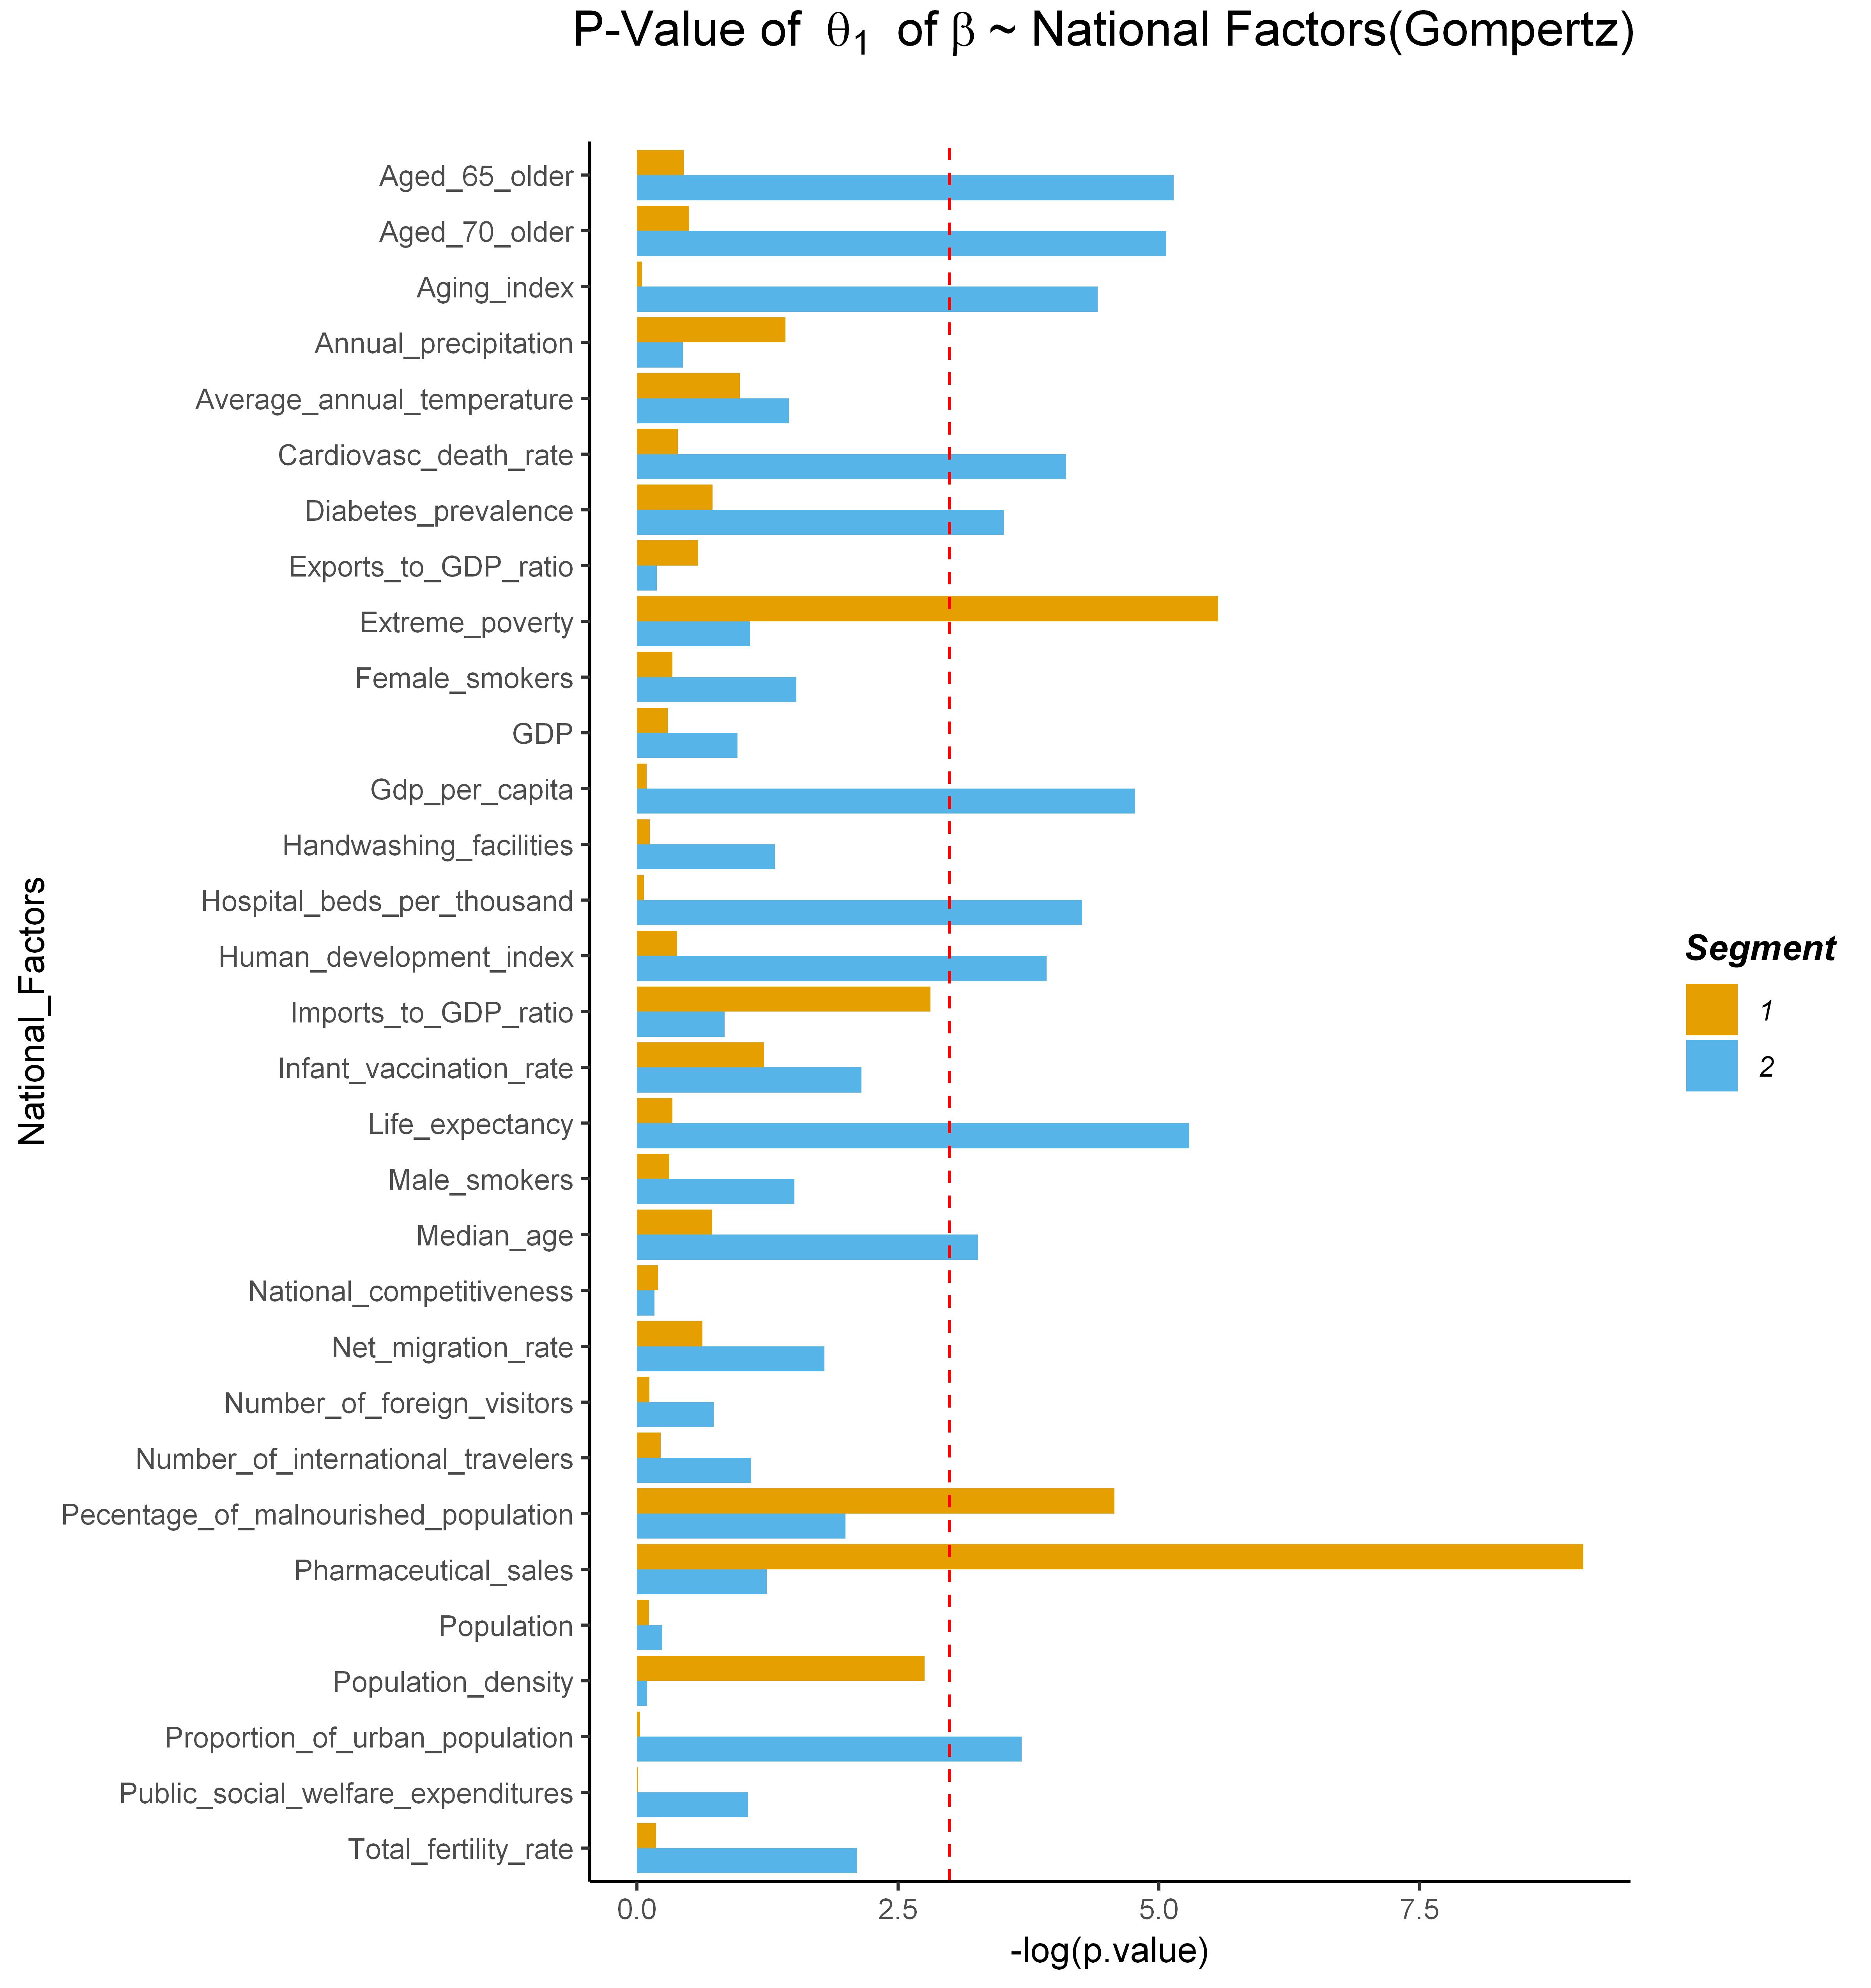 P-Value of θ1 of β ~ National Factors(Gompertz)
National_Factors
Aged_65_older
Aged_70_older
Aging_index
Annual_precipitation
Average_annual_temperature
Cardiovasc_death_rate
Diabetes_prevalence
Exports_to_GDP_ratio
Extreme_poverty
Female_smokers
GDP
Gdp_per_capita
Handwashing_facilities
Hospital_beds_per_thousand
Human_development_index
Imports_to_GDP_ratio
Infant_vaccination_rate
Life_expectancy
Male_smokers
Median_age
National_competitiveness
Net_migration_rate
Number_of_foreign_visitors
Number_of_international_travelers
Pecentage_of_malnourished_population
Pharmaceutical_sales
Population
Population_density
Proportion_of_urban_population
Public_social_welfare_expenditures
Total_fertility_rate
0.0 2.5 5.0 7.5
-log(p.value)
Segment
1
2